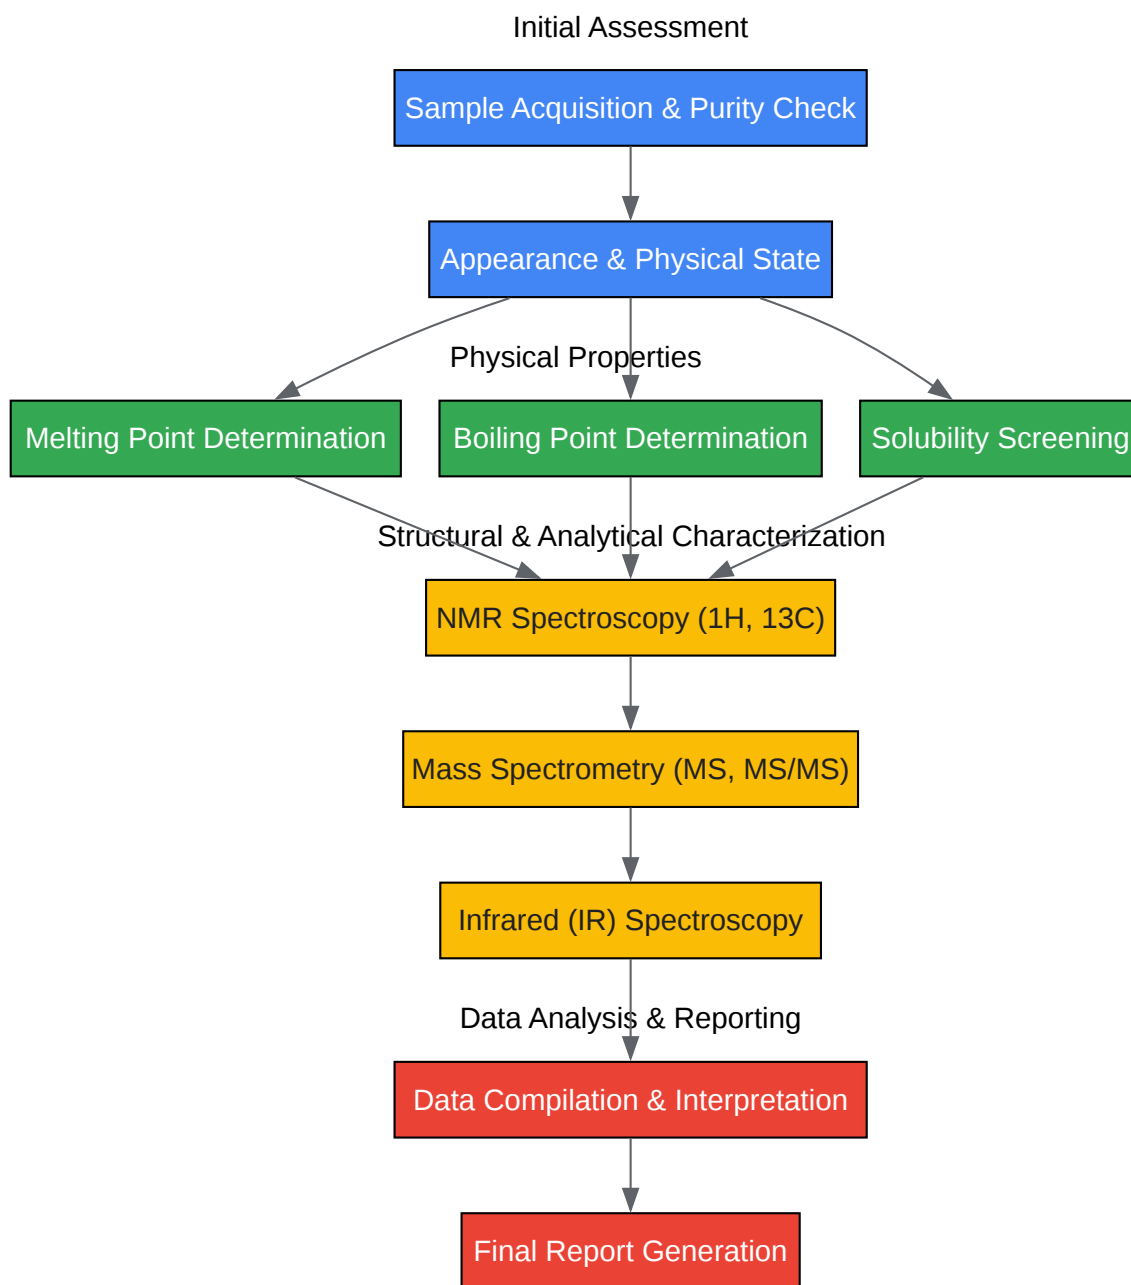 Initial Assessment
Sample Acquisition & Purity Check
Appearance & Physical State
Physical Properties
Melting Point Determination
Boiling Point Determination
Solubility Screening
Structural & Analytical Characterization
NMR Spectroscopy (1H, 13C)
Mass Spectrometry (MS, MS/MS)
Infrared (IR) Spectroscopy
Data Analysis & Reporting
Data Compilation & Interpretation
Final Report Generation